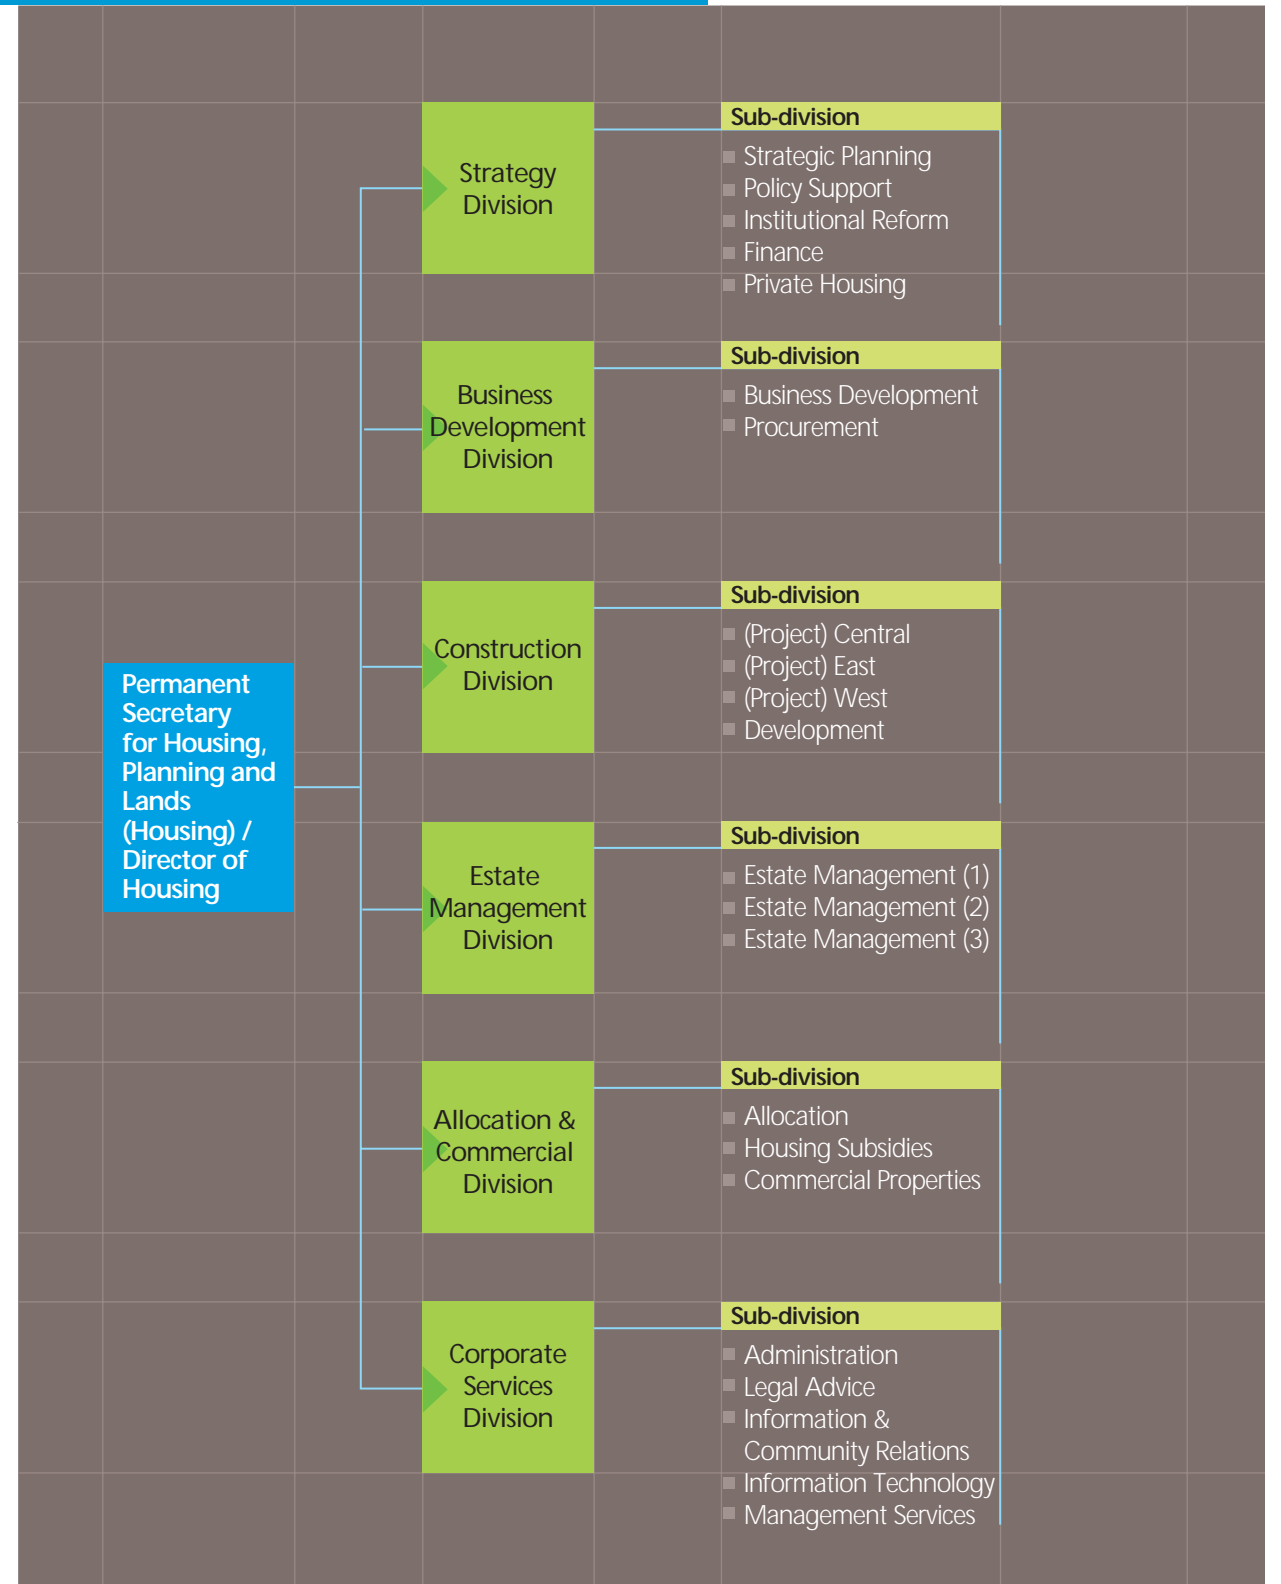 Permanent
Secretary
for Housing,
Planning and
Lands
(Housing) /
Director of
Housing
Strategy
Division
Sub-division
Strategic Planning
Policy Support
Institutional Reform
Finance
Private Housing
Business
Development
Division
Sub-division
Business Development
Procurement
Construction
Division
Sub-division
(Project) Central
(Project) East
(Project) West
Development
Estate
Management
Division
Sub-division
Estate Management (1)
Estate Management (2)
Estate Management (3)
Allocation &
Commercial
Division
Sub-division
Allocation
Housing Subsidies
Commercial Properties
Corporate
Services
Division
Sub-division
Administration
Legal Advice
Information &
Community Relations
Information Technology
Management Services